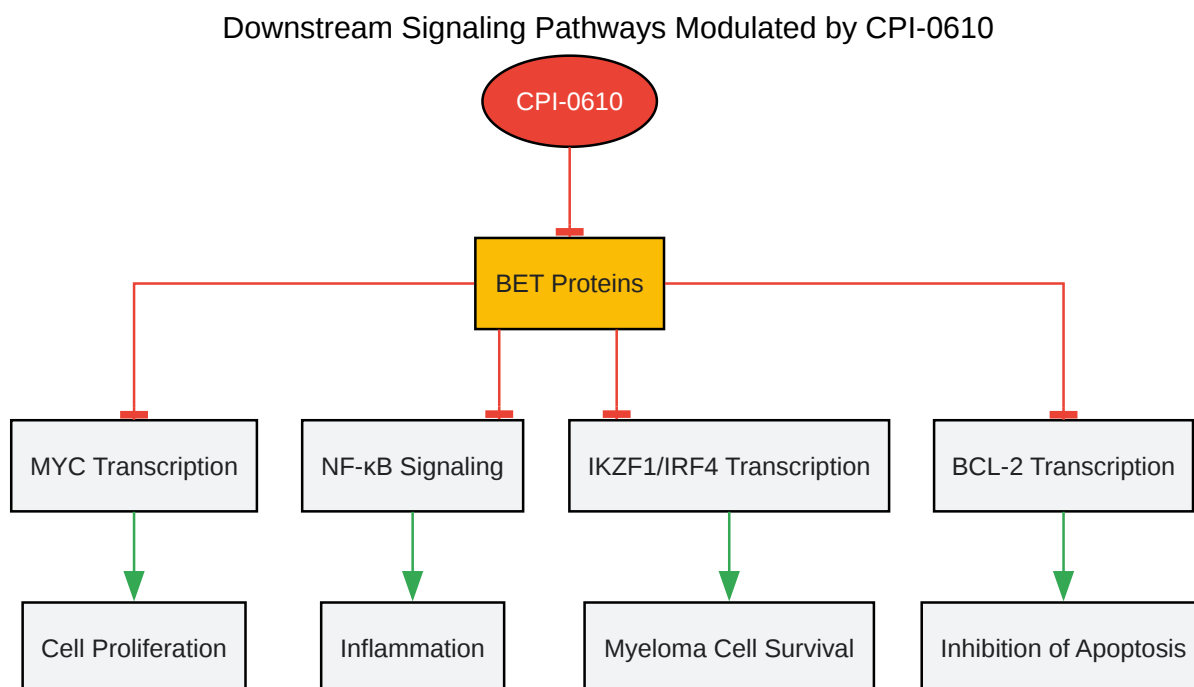 Downstream Signaling Pathways Modulated by CPI-0610
CPI-0610
BET Proteins
MYC Transcription
NF-κB Signaling
IKZF1/IRF4 Transcription
BCL-2 Transcription
Cell Proliferation
Inflammation
Myeloma Cell Survival
Inhibition of Apoptosis